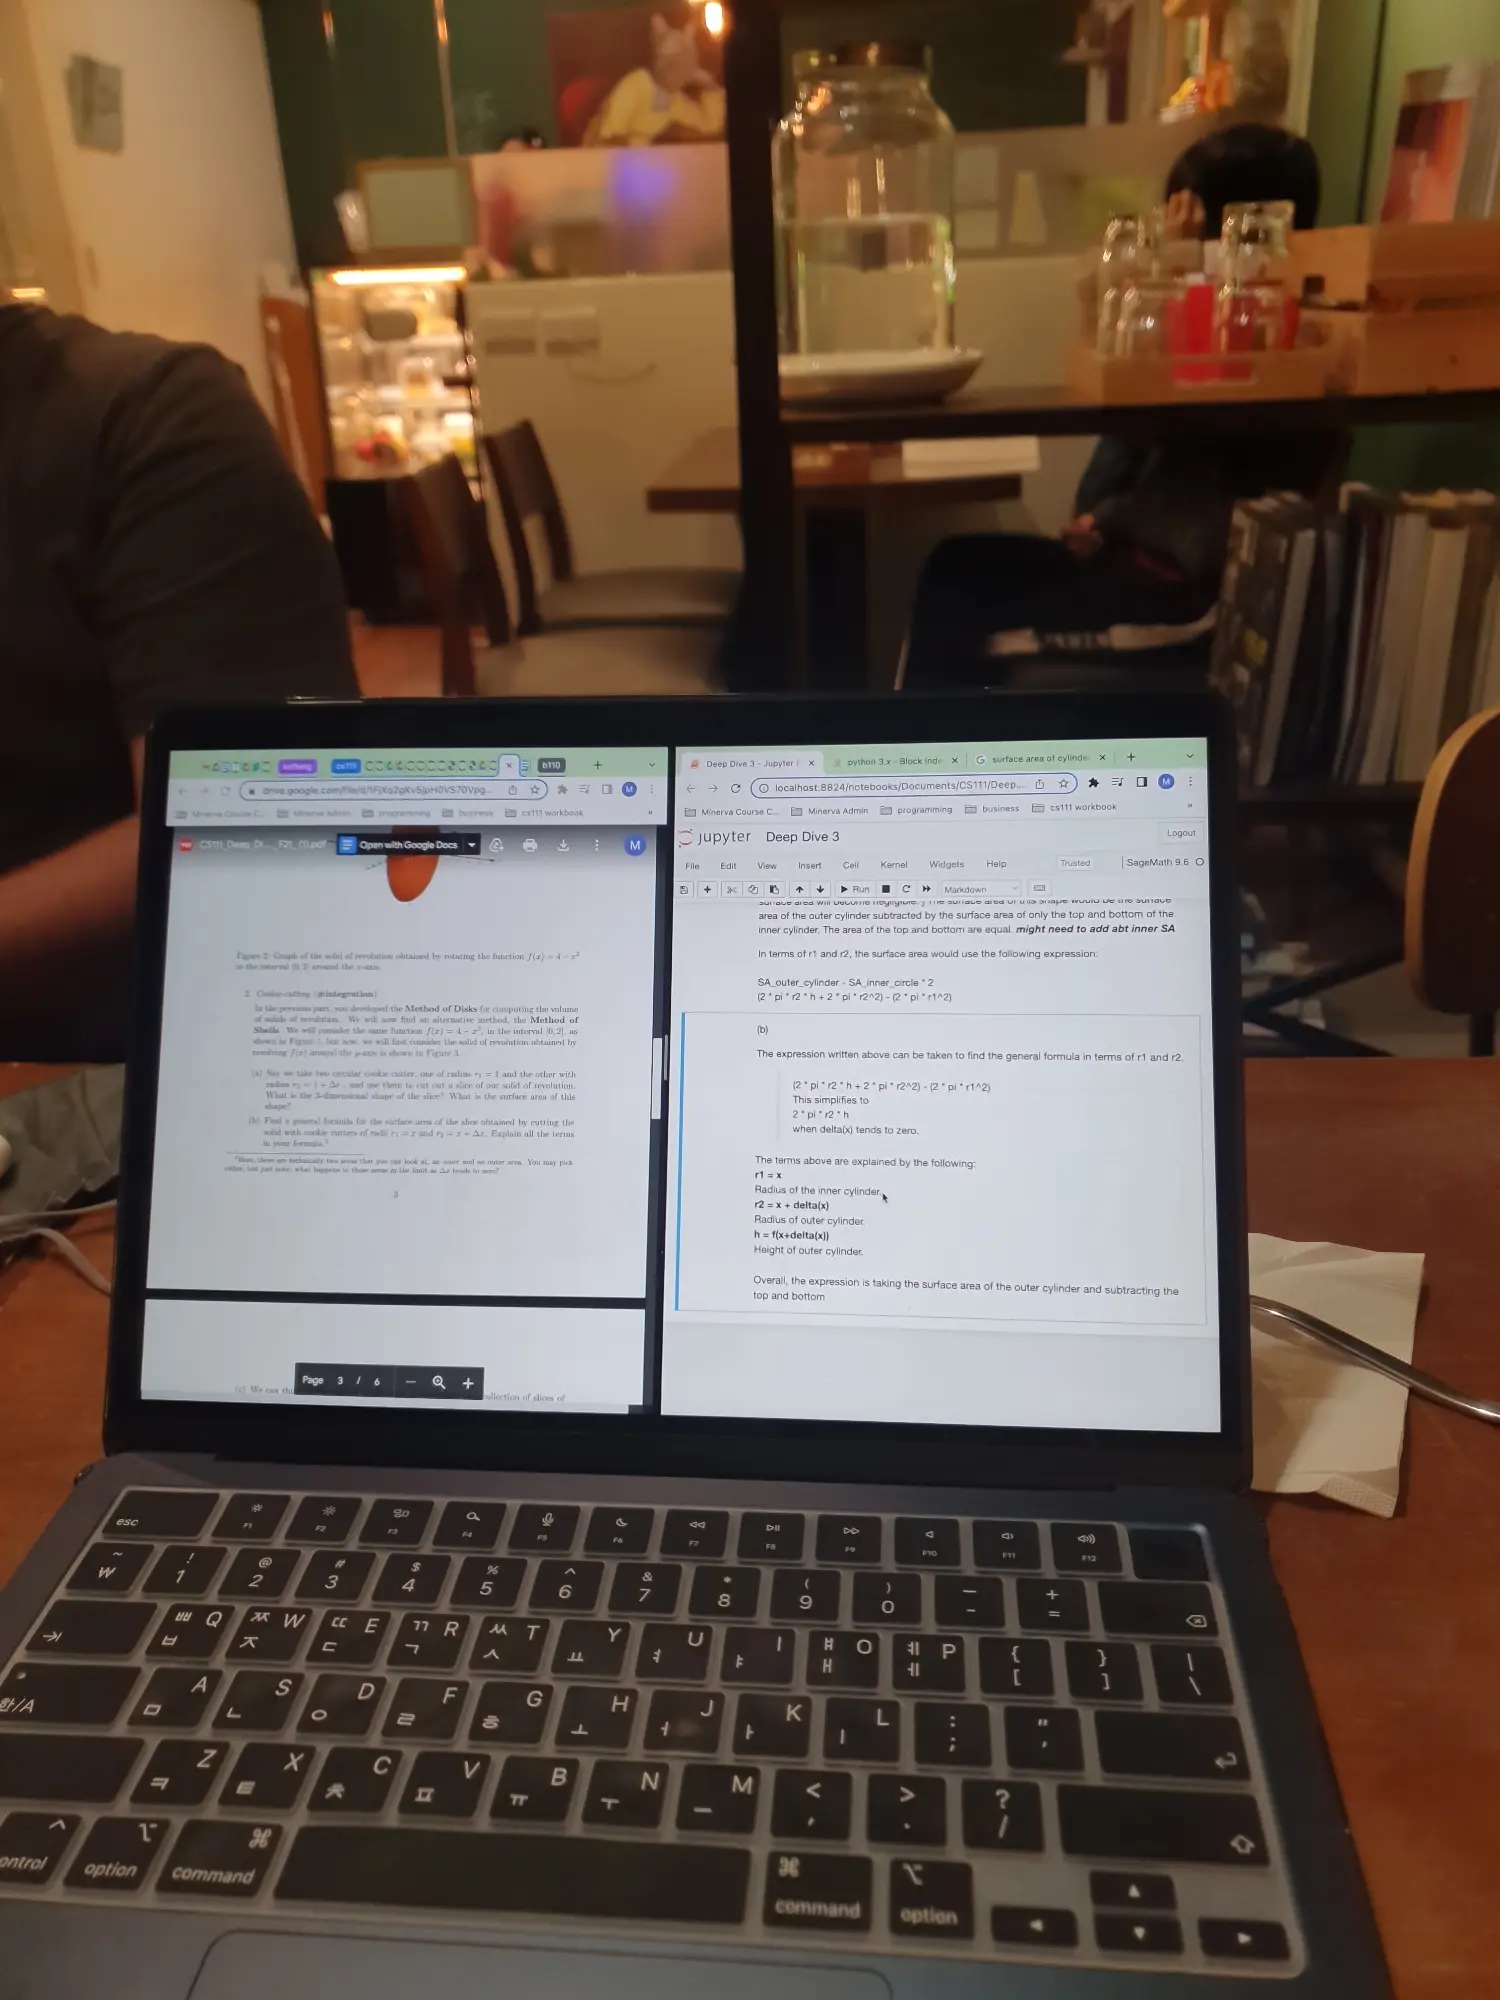 anlieng
cs111
b110
drive.google.com/file/d/1FjXqZgKv5jpH0VS70Vpg...
Minerva Course C...
Minerva Admin
programming
business
cs111 workbook
Open with Google Docs
M
Figure 2: Graph of the solid of revolution obtained by rotating the function f(x) = 4 − x²
in the interval [0, 2] around the x-axis.
2. Cookie-cutting (#integration)
In the previous part, you developed the Method of Disks for computing the volume
of solids of revolution. We will now find an alternative method, the Method of
Shells. We will consider the same function f(x) = 4 − x², in the interval [0, 2], as
shown in Figure 1, but now, we will first consider the solid of revolution obtained by
revolving f(x) around the y-axis is shown in Figure 3.
(a) Say we take two circular cookie cutter, one of radius r₁ = 1 and the other with
radius r₂ = 1 + Δx, and use them to cut out a slice of our solid of revolution.
What is the 3-dimensional shape of the slice? What is the surface area of this
shape?
(b) Find a general formula for the surface area of the slice obtained by cutting the
solid with cookie cutters of radii r₁ = x and r₂ = x + Δx. Explain all the terms
in your formula.²
²Here, there are technically two areas that you can look at, an inner and an outer area. You may pick
either, but just note: what happens to those areas in the limit as Δx tends to zero?
3
(c) We can thi
ollection of slices of
Page 3 / 6
Deep Dive 3 - Jupyter
python 3.x - Block Inde
surface area of cylinde
localhost:8824/notebooks/Documents/CS111/Deep...
M
Minerva Course C...
Minerva Admin
programming
business
cs111 workbook
jupyter Deep Dive 3
Logout
File Edit View Insert Cell Kernel Widgets Help
Trusted
SageMath 9.6
Run
Markdown
surface area will become negligible. ] The surface area of this shape would be the surface
area of the outer cylinder subtracted by the surface area of only the top and bottom of the
inner cylinder. The area of the top and bottom are equal. might need to add abt inner SA
In terms of r1 and r2, the surface area would use the following expression:
SA_outer_cylinder - SA_inner_circle * 2
(2 * pi * r2 * h + 2 * pi * r2^2) - (2 * pi * r1^2)
(b)
The expression written above can be taken to find the general formula in terms of r1 and r2.
(2 * pi * r2 * h + 2 * pi * r2^2) - (2 * pi * r1^2)
This simplifies to
2 * pi * r2 * h
when delta(x) tends to zero.
The terms above are explained by the following:
r1 = x
Radius of the inner cylinder.
r2 = x + delta(x)
Radius of outer cylinder.
h = f(x+delta(x))
Height of outer cylinder.
Overall, the expression is taking the surface area of the outer cylinder and subtracting the
top and bottom
esc F1 F2 F3 F4 F5 F6 F7 F8 F9 F10 F11 F12
~ ! @ # $ % ^ & * ( ) — +
₩ 1 2 3 4 5 6 7 8 9 0 - =
ㅃ Q ㅉ W ㄸ E ㄲ R ㅆ T Y U I ㅒ O ㅖ P { } |
ㅂ ㅈ ㄷ ㄱ ㅅ ㅛ ㅕ ㅑ ㅐ ㅔ [ ] \
한/A A S D F G H J K L : "
ㅁ ㄴ ㅇ ㄹ ㅎ ㅗ ㅓ ㅏ ㅣ ; '
Z X C V B N M < > ?
ㅋ ㅌ ㅊ ㅍ ㅠ ㅜ ㅡ , . /
ontrol option command command option